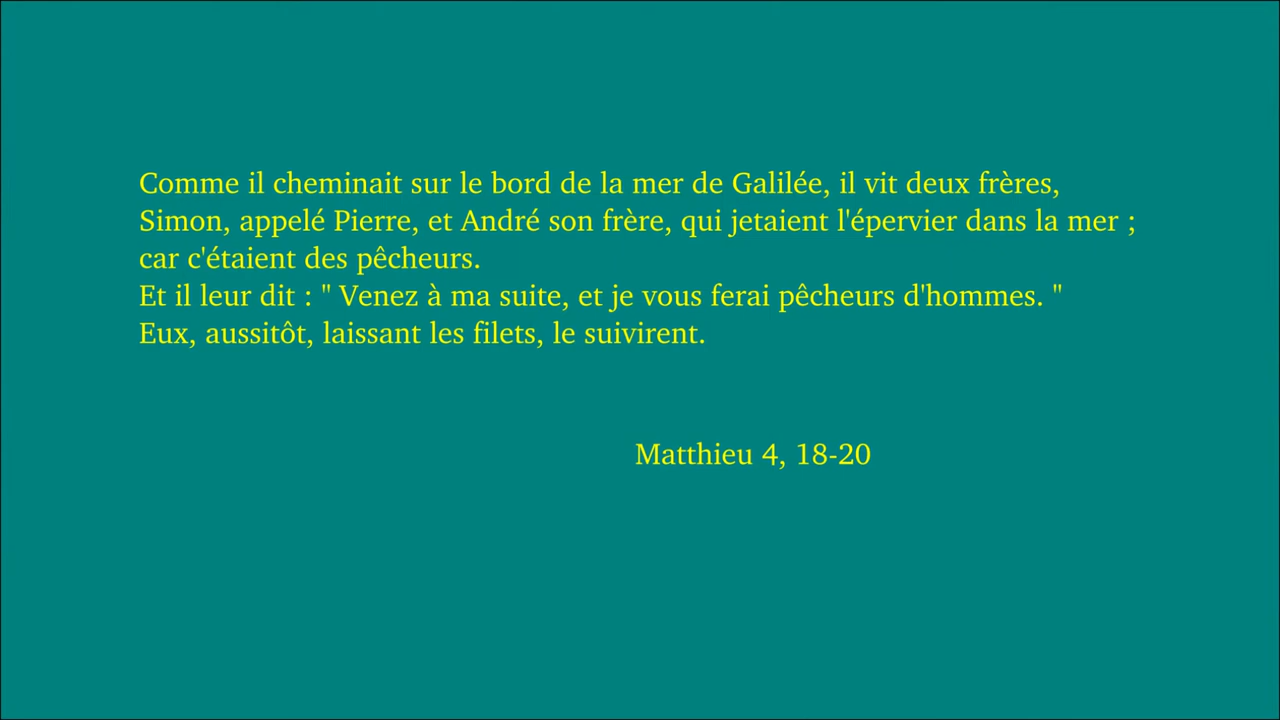 Comme il cheminait sur le bord de la mer de Galilée, il vit deux frères,
Simon, appelé Pierre, et André son frère, qui jetaient l'épervier dans la mer ;
car c'étaient des pêcheurs.
Et il leur dit : " Venez à ma suite, et je vous ferai pêcheurs d'hommes. "
Eux, aussitôt, laissant les filets, le suivirent.
Matthieu 4, 18-20